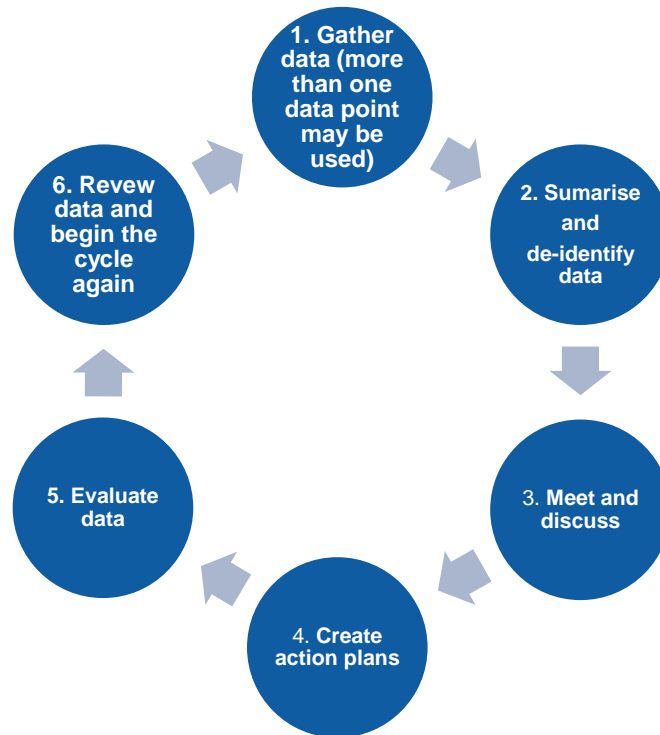 1. Gather
data (more
than one
data point
may be
used)
2. Sumarise
and
de-identify
data
3. Meet and
discuss
4. Create
action plans
5. Evaluate
data
6. Revew
data and
begin the
cycle
again